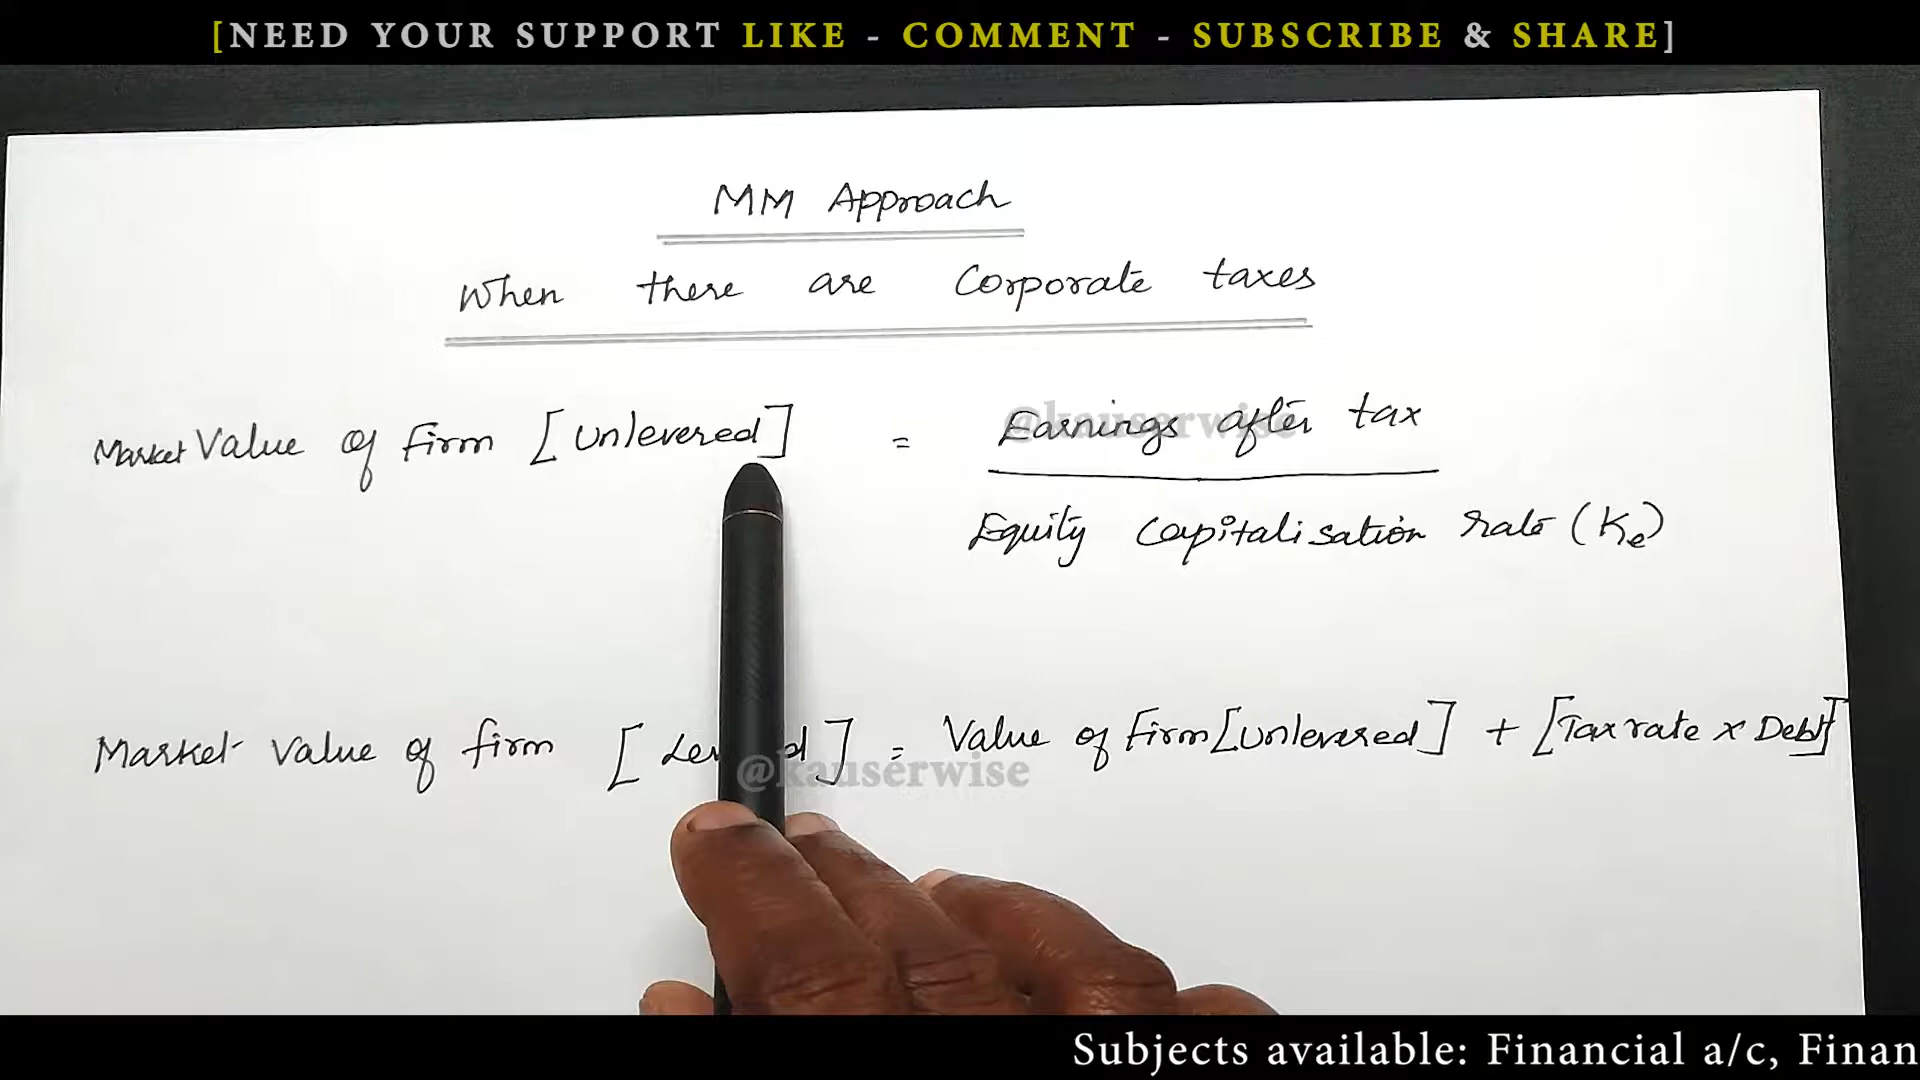 [NEED YOUR SUPPORT LIKE - COMMENT - SUBSCRIBE & SHARE]
MM Approach
When there are Corporate taxes
Market Value of firm [Unlevered] = Earnings after tax
Equity Capitalisation rate (Ke)
@kauserwise
Market Value of firm [ Le d] = Value of Firm [Unlevered] + [Tax rate x Debt]
@kauserwise
Subjects available: Financial a/c, Finan